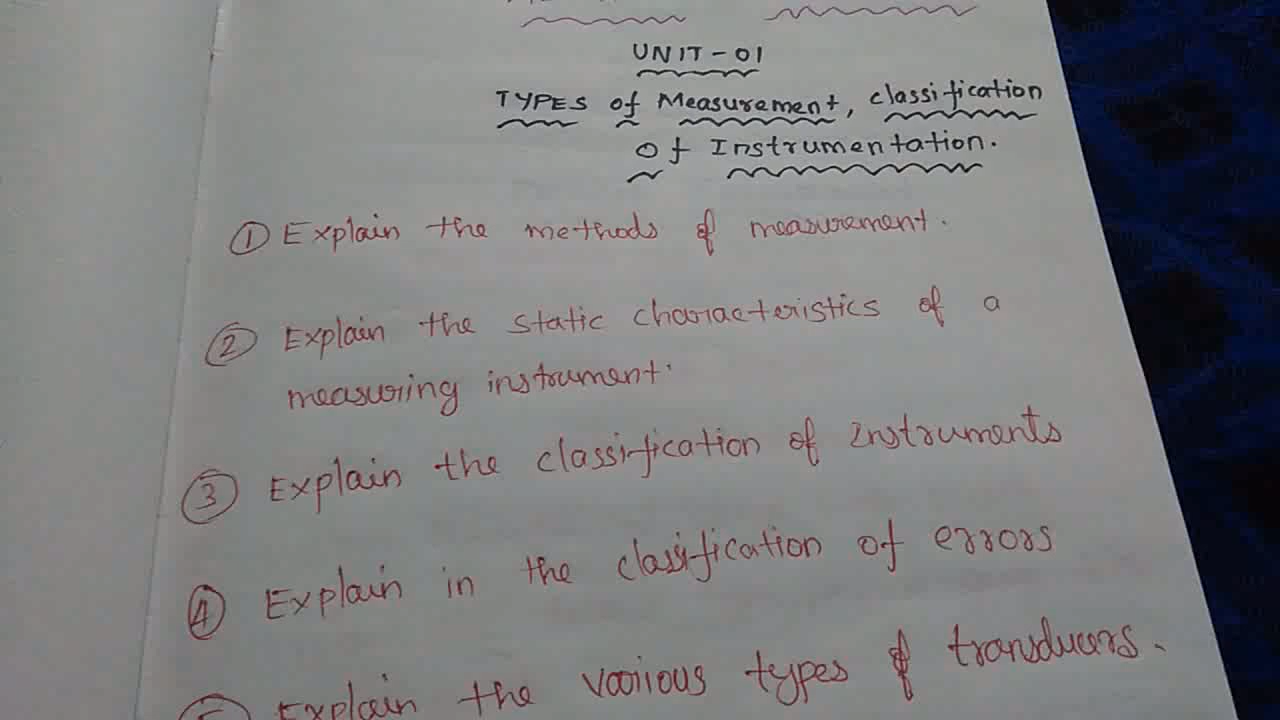 UNIT-01
TYPES of Measurement, classification
of Instrumentation.
① Explain the methods of measurement.
② Explain the static characteristics of a
measuring instrument.
③ Explain the classification of Instruments
④ Explain in the classification of errors
⑤ Explain the various types of transducers.